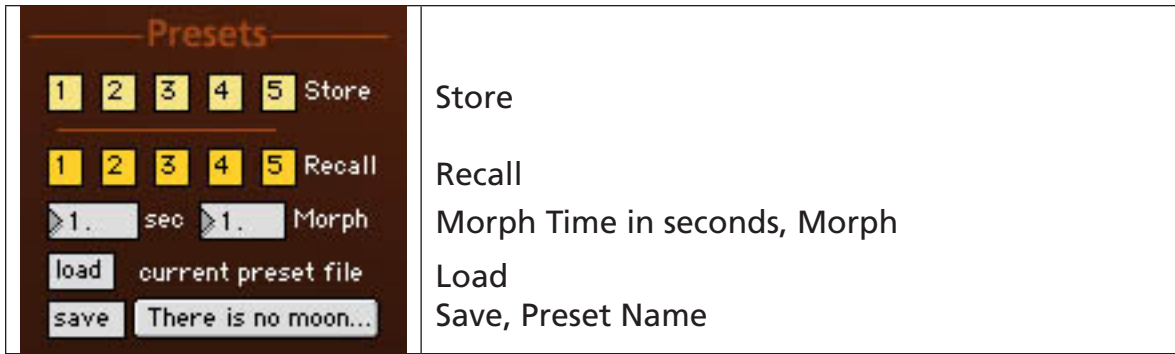 Presets
1 2 3 4 5 Store
Store
1 2 3 4 5 Recall
Recall
1. sec 1. Morph
Morph Time in seconds, Morph
load current preset file
Load
save There is no moon...
Save, Preset Name